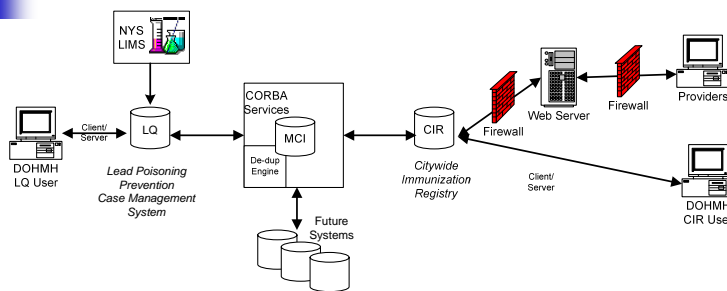 NYS
LIMS
CORBA
Services
MCI
De-dup
Engine
LQ
Client/
Server
DOHMH
LQ User
Lead Poisoning
Prevention
Case Management
System
Future
Systems
CIR
Citywide
Immunization
Registry
Firewall
Web Server
Firewall
Providers
Client/
Server
DOHMH
CIR Use